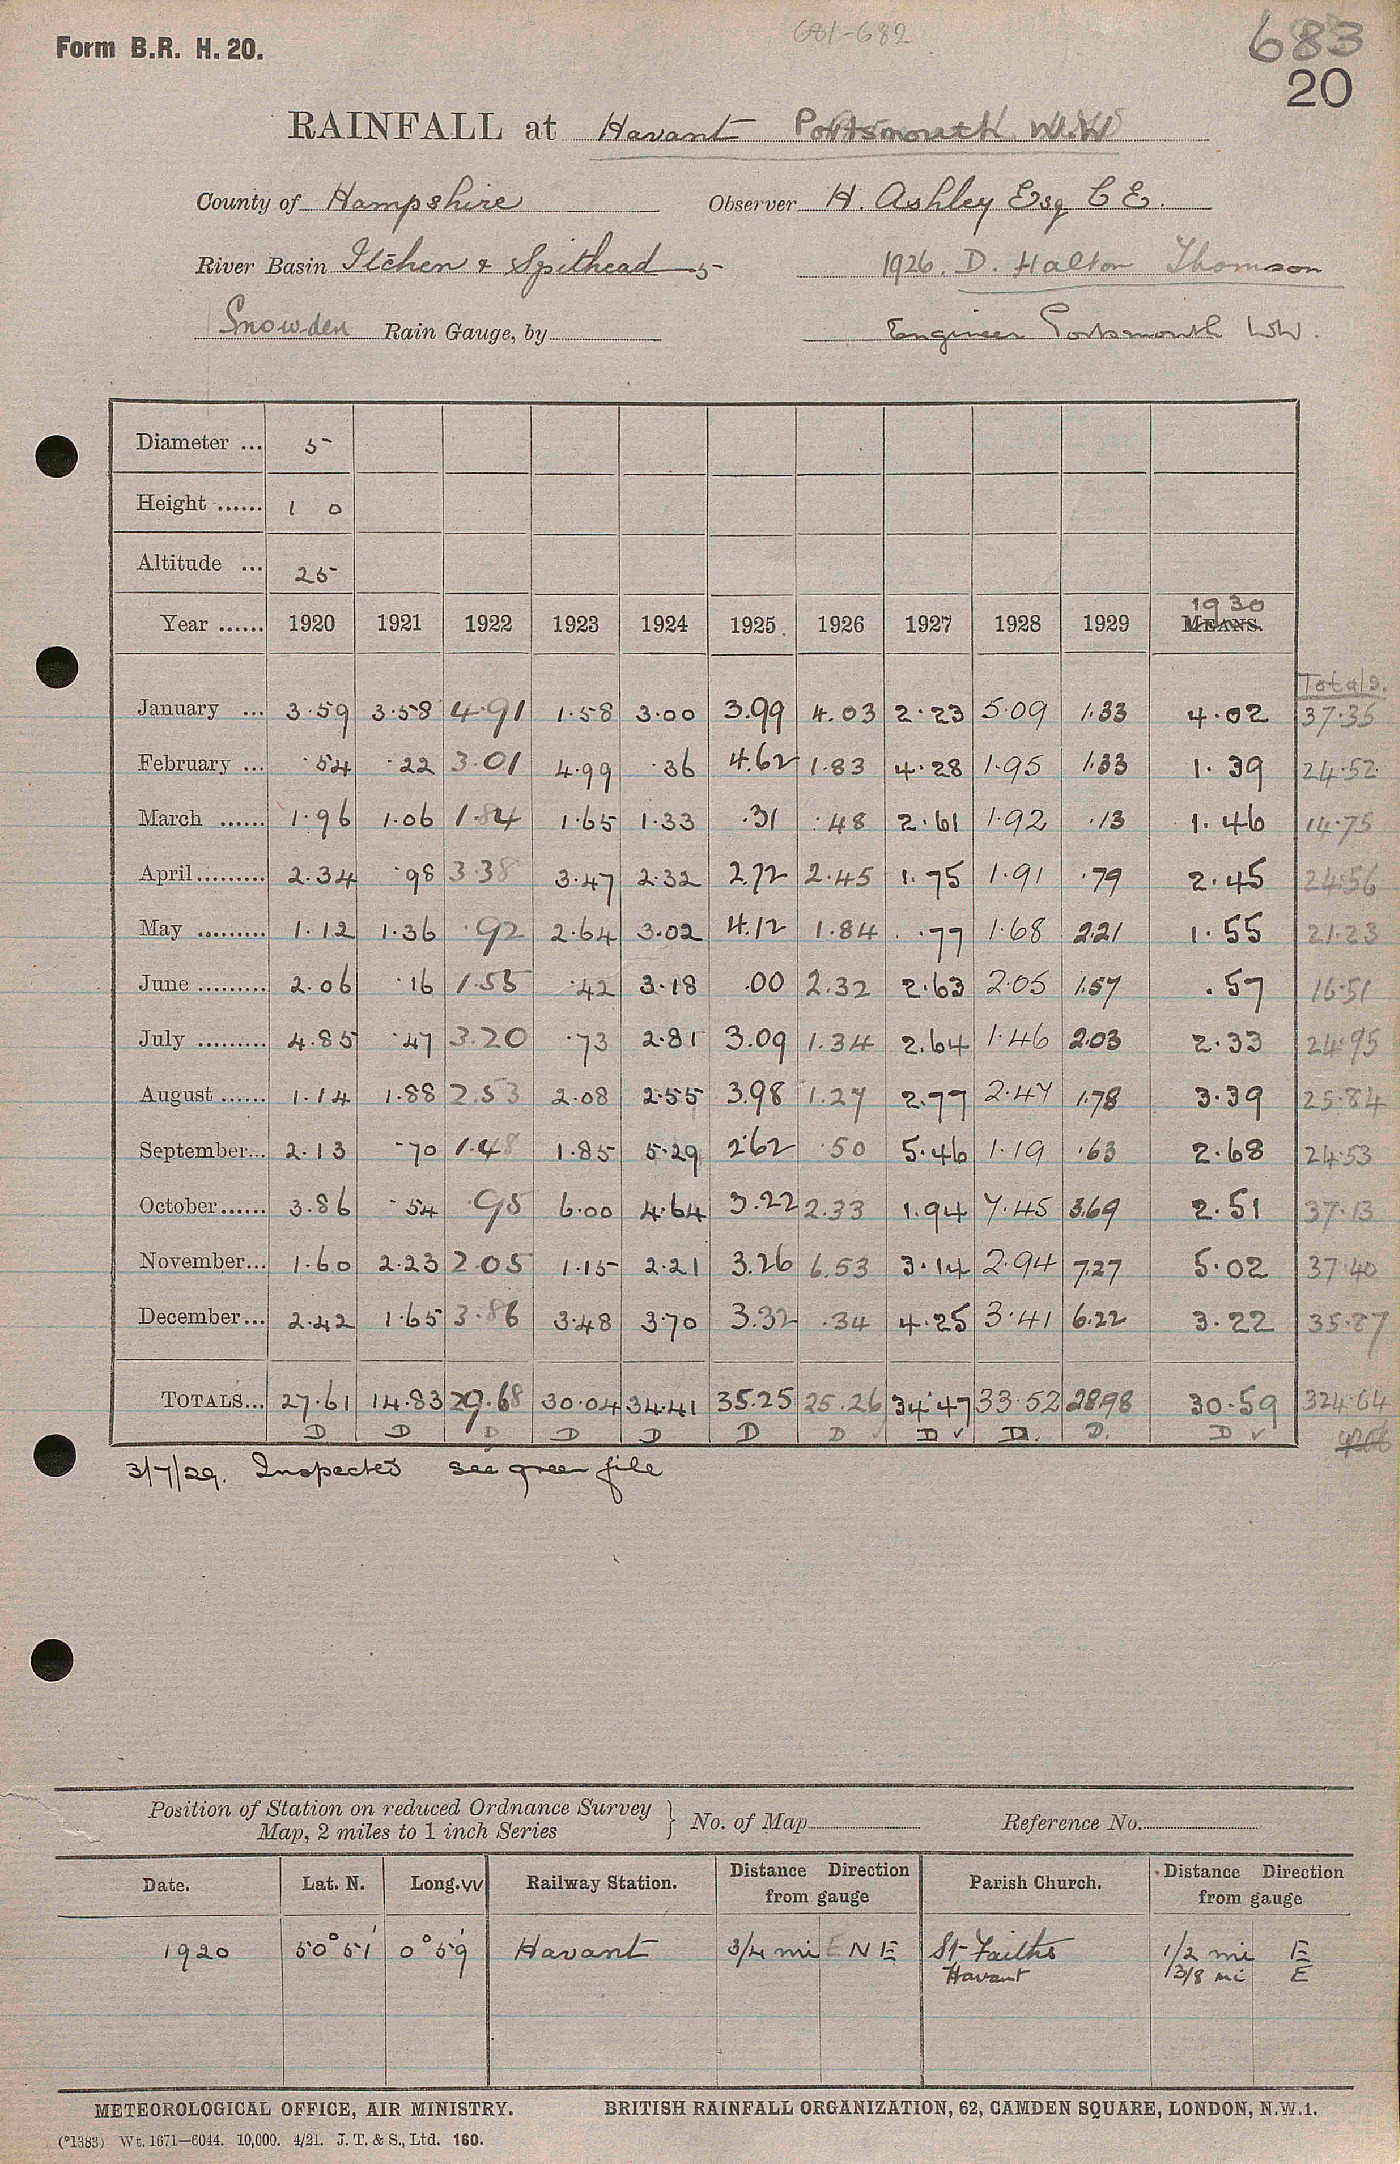 681-682
683
Form B.R. H. 20.
20
RAINFALL at Havant Portsmouth W.W
County of Hampshire Observer H. Ashley Esq C E.
River Basin Itchen & Spithead 5 1926. D. Halton Thomson
Snowden Rain Gauge, by Engineer Portsmouth WW.
Diameter ... 5
Height ...... 1 0
Altitude ... 25
1930
Year ...... 1920 1921 1922 1923 1924 1925 1926 1927 1928 1929 MEANS.
Totals.
January ... 3.59 3.58 4.91 1.58 3.00 3.99 4.03 2.23 5.09 1.33 4.02 37.35
February ... .54 .22 3.01 4.99 .36 4.62 1.83 4.28 1.95 1.33 1.39 24.52
March ...... 1.96 1.06 1.84 1.65 1.33 .31 .48 2.61 1.92 .13 1.46 14.75
April ......... 2.34 .98 3.38 3.47 2.32 2.72 2.45 1.75 1.91 .79 2.45 24.56
May ......... 1.12 1.36 .92 2.64 3.02 4.12 1.84 .77 1.68 2.21 1.55 21.23
June ......... 2.06 .16 1.55 .42 3.18 .00 2.32 2.63 2.05 1.57 .57 16.51
July ......... 4.85 .47 3.20 .73 2.81 3.09 1.34 2.64 1.46 2.03 2.33 24.95
August ...... 1.14 1.88 2.53 2.08 2.55 3.98 1.27 2.77 2.47 1.78 3.39 25.84
September... 2.13 .70 1.48 1.85 5.29 2.62 .50 5.46 1.19 .63 2.68 24.53
October...... 3.86 .54 .95 6.00 4.64 3.22 2.33 1.94 7.45 3.69 2.51 37.13
November... 1.60 2.23 2.05 1.15 2.21 3.26 6.53 3.14 2.94 7.27 5.02 37.40
December... 2.42 1.65 3.86 3.48 3.70 3.32 .34 4.25 3.41 6.22 3.22 35.87
TOTALS... 27.61 14.83 29.68 30.04 34.41 35.25 25.26 34.47 33.52 28.98 30.59 324.64
D D D D D D D D ✓ D. D. D ✓
3/7/29. Inspected see green file
Position of Station on reduced Ordnance Survey
Map, 2 miles to 1 inch Series } No. of Map Reference No.
Date. Lat. N. Long. W Railway Station. Distance Direction from gauge Parish Church. Distance Direction from gauge
1920 50° 51' 0° 59' Havant 3/4 mi E N E St Faiths 1/2 mi E
Havant 1 3/8 mi E
METEOROLOGICAL OFFICE, AIR MINISTRY. BRITISH RAINFALL ORGANIZATION, 62, CAMDEN SQUARE, LONDON, N.W.1.
(*1383) Wt. 1671—6044. 10,000. 4/21. J. T. & S., Ltd. 160.